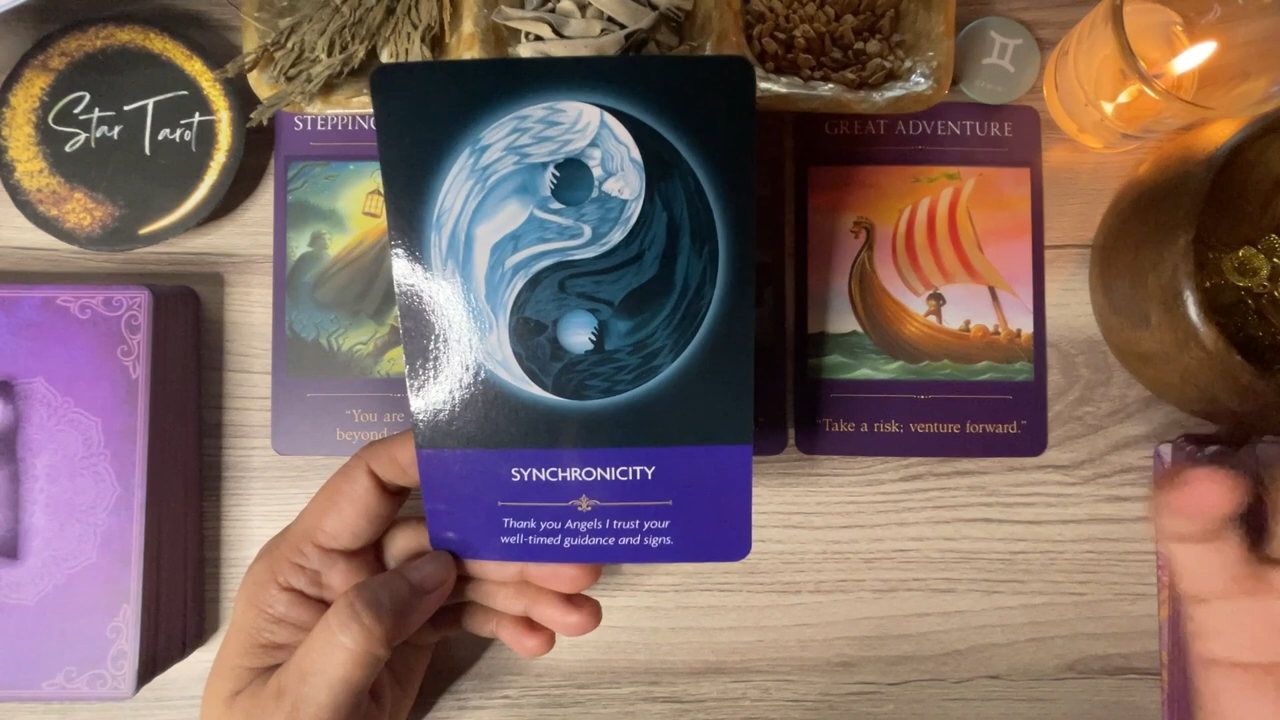 Star Tarot
STEPPING
GREAT ADVENTURE
"You are
beyond
"Take a risk; venture forward."
SYNCHRONICITY
Thank you Angels I trust your
well-timed guidance and signs.